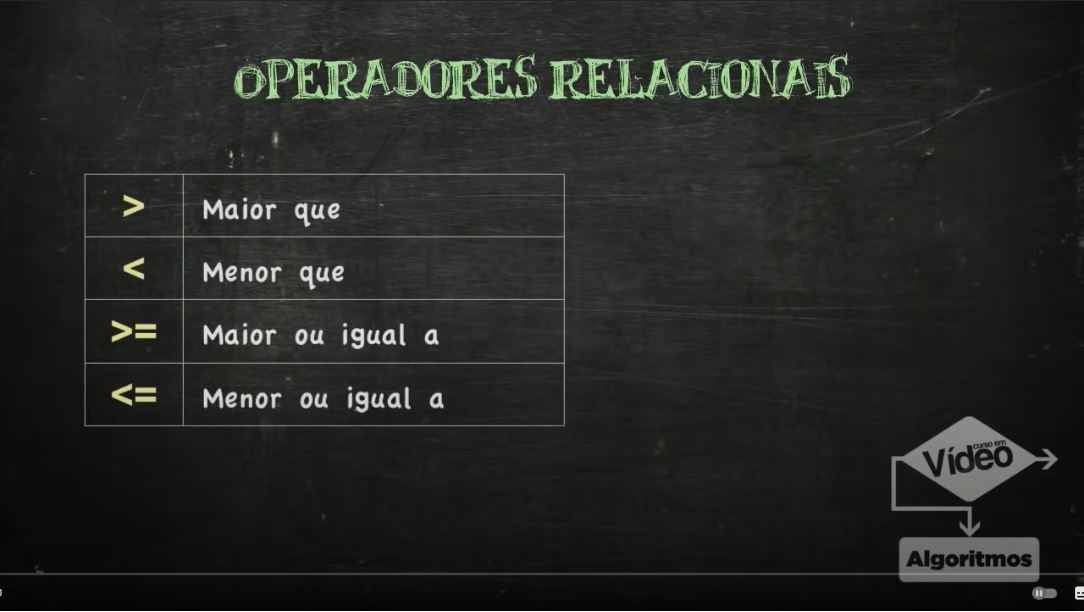 OPERADORES RELACIONAIS
> Maior que
< Menor que
>= Maior ou igual a
<= Menor ou igual a
curso em
Vídeo
Algoritmos